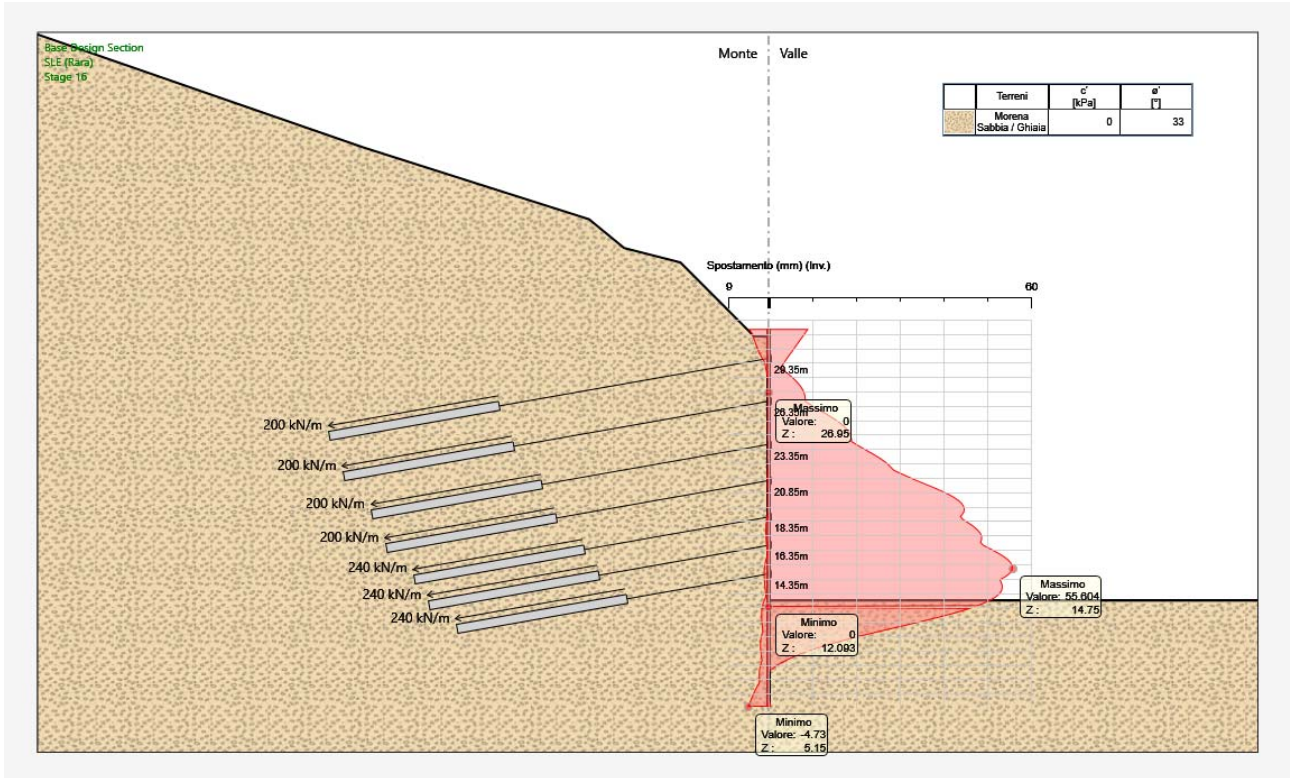 Base Design Section
SLE (Rara)
Stage 16
Monte
Valle
Terreni
c'
[kPa]
ø'
[°]
Morena
Sabbia / Ghiaia
0
33
Spostamento (mm) (Inv.)
9
60
29.35m
Massimo
26.35m
Valore: 0
Z : 26.95
23.35m
20.85m
18.35m
16.35m
14.35m
200 kN/m
200 kN/m
200 kN/m
200 kN/m
240 kN/m
240 kN/m
240 kN/m
Massimo
Valore: 55.604
Z : 14.75
Minimo
Valore: 0
Z : 12.093
Minimo
Valore: -4.73
Z : 5.15